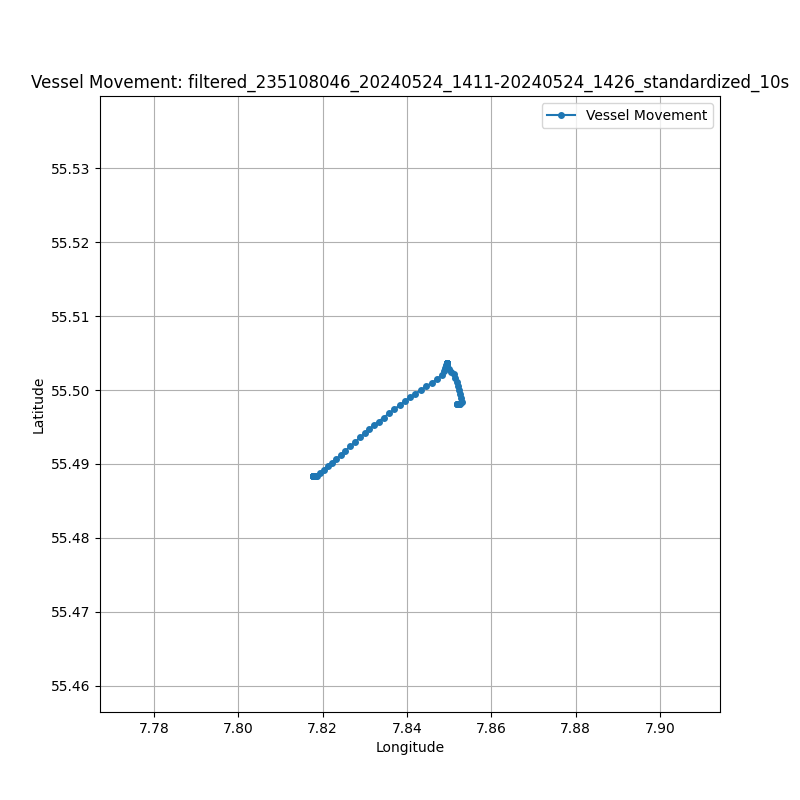 Vessel Movement: filtered_235108046_20240524_1411-20240524_1426_standardized_10s
Vessel Movement
55.53
55.52
55.51
55.50
55.49
55.48
55.47
55.46
Latitude
7.78 7.80 7.82 7.84 7.86 7.88 7.90
Longitude